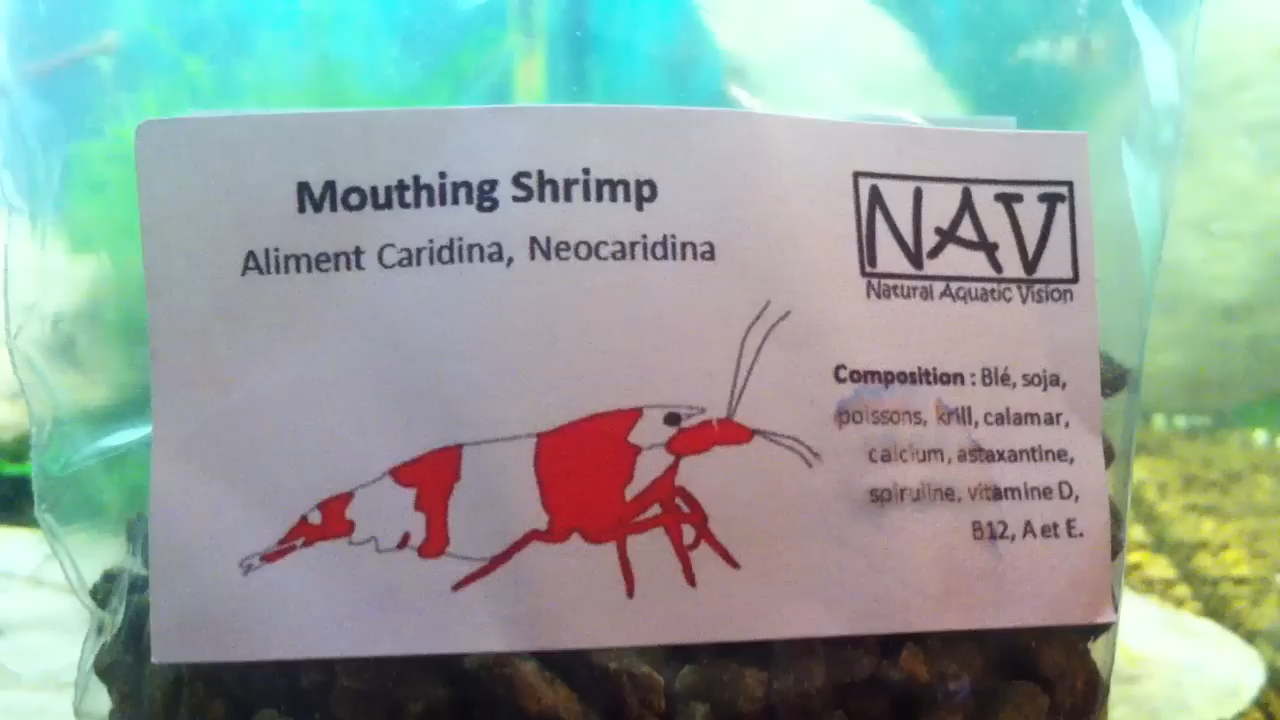 Mouthing Shrimp
Aliment Caridina, Neocaridina
NAV
Natural Aquatic Vision
Composition : Blé, soja,
poissons, krill, calamar,
calcium, astaxantine,
spiruline, vitamine D,
B12, A et E.